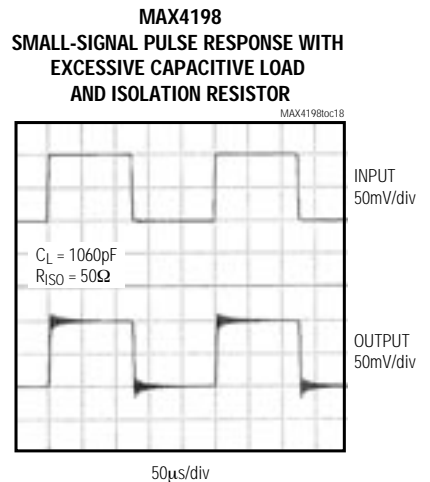 MAX4198
SMALL-SIGNAL PULSE RESPONSE WITH
EXCESSIVE CAPACITIVE LOAD
AND ISOLATION RESISTOR
MAX4198toc18
INPUT
50mV/div
CL = 1060pF
RISO = 50Ω
OUTPUT
50mV/div
50μs/div